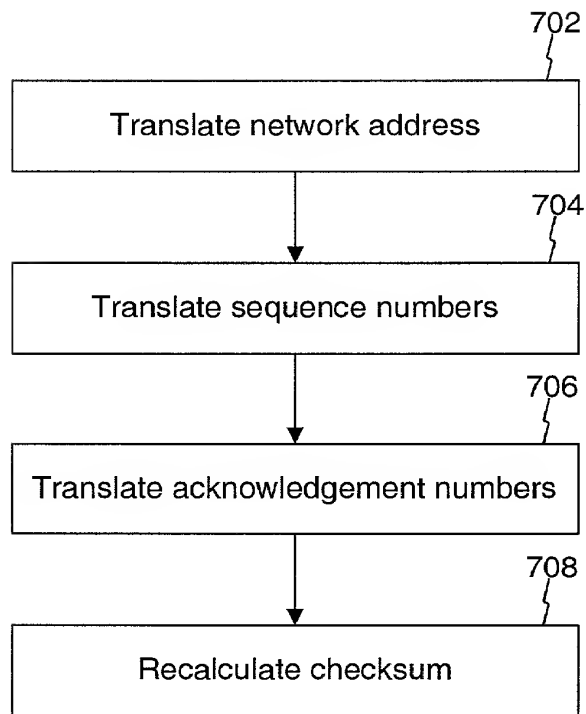 702
Translate network address
704
Translate sequence numbers
706
Translate acknowledgement numbers
708
Recalculate checksum